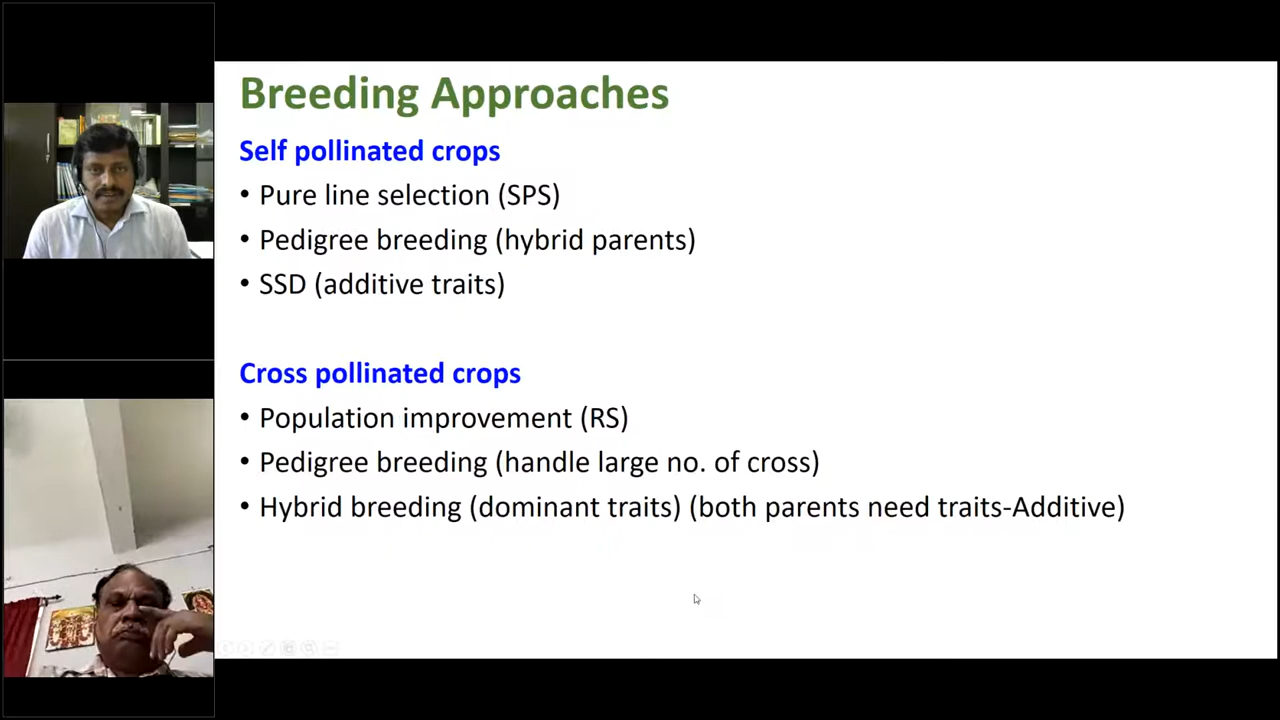 Breeding Approaches
Self pollinated crops
• Pure line selection (SPS)
• Pedigree breeding (hybrid parents)
• SSD (additive traits)
Cross pollinated crops
• Population improvement (RS)
• Pedigree breeding (handle large no. of cross)
• Hybrid breeding (dominant traits) (both parents need traits-Additive)